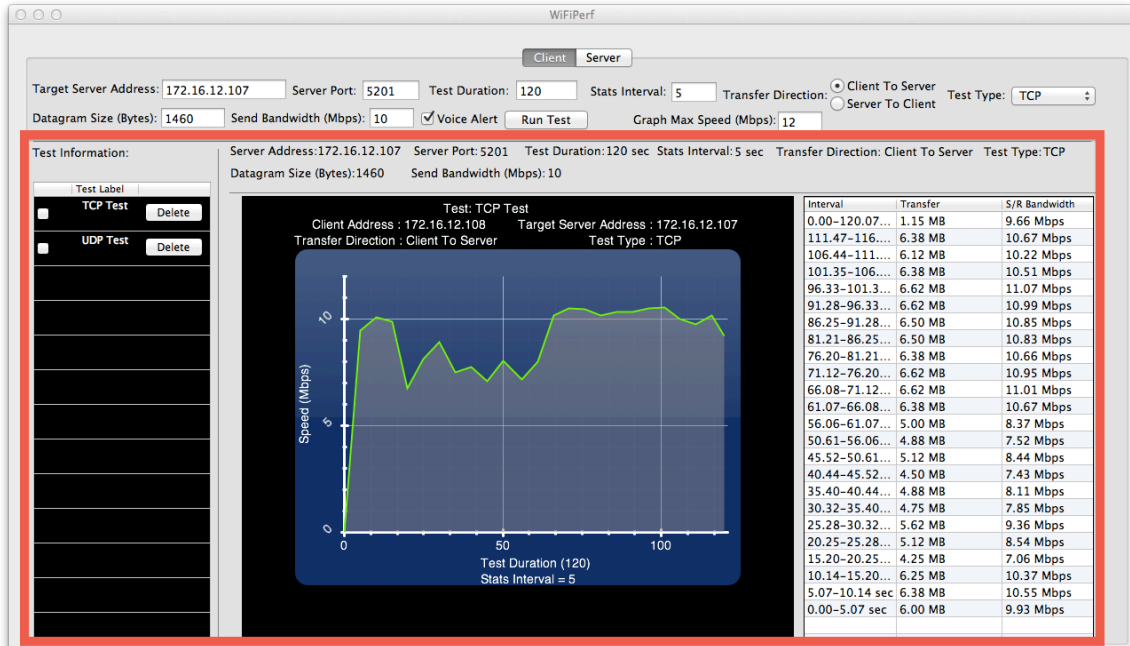 WiFiPerf
Client Server
Target Server Address: 172.16.12.107 Server Port: 5201 Test Duration: 120 Stats Interval: 5 Transfer Direction: Client To Server Server To Client Test Type: TCP
Datagram Size (Bytes): 1460 Send Bandwidth (Mbps): 10 Voice Alert Run Test Graph Max Speed (Mbps): 12
Test Information:
Server Address:172.16.12.107 Server Port: 5201 Test Duration:120 sec Stats Interval:5 sec Transfer Direction: Client To Server Test Type:TCP
Datagram Size (Bytes):1460 Send Bandwidth (Mbps): 10
Test Label
TCP Test Delete
UDP Test Delete
Test: TCP Test
Client Address : 172.16.12.108 Target Server Address : 172.16.12.107
Transfer Direction : Client To Server Test Type : TCP
Speed (Mbps)
10
5
0
0 50 100
Test Duration (120)
Stats Interval = 5
Interval Transfer S/R Bandwidth
0.00-120.07... 1.15 MB 9.66 Mbps
111.47-116.... 6.38 MB 10.67 Mbps
106.44-111.... 6.12 MB 10.22 Mbps
101.35-106.... 6.38 MB 10.51 Mbps
96.33-101.3... 6.62 MB 11.07 Mbps
91.28-96.33... 6.62 MB 10.99 Mbps
86.25-91.28... 6.50 MB 10.85 Mbps
81.21-86.25... 6.50 MB 10.83 Mbps
76.20-81.21... 6.38 MB 10.66 Mbps
71.12-76.20... 6.62 MB 10.95 Mbps
66.08-71.12... 6.62 MB 11.01 Mbps
61.07-66.08... 6.38 MB 10.67 Mbps
56.06-61.07... 5.00 MB 8.37 Mbps
50.61-56.06... 4.88 MB 7.52 Mbps
45.52-50.61... 5.12 MB 8.44 Mbps
40.44-45.52... 4.50 MB 7.43 Mbps
35.40-40.44... 4.88 MB 8.11 Mbps
30.32-35.40... 4.75 MB 7.85 Mbps
25.28-30.32... 5.62 MB 9.36 Mbps
20.25-25.28... 5.12 MB 8.54 Mbps
15.20-20.25... 4.25 MB 7.06 Mbps
10.14-15.20... 6.25 MB 10.37 Mbps
5.07-10.14 sec 6.38 MB 10.55 Mbps
0.00-5.07 sec 6.00 MB 9.93 Mbps